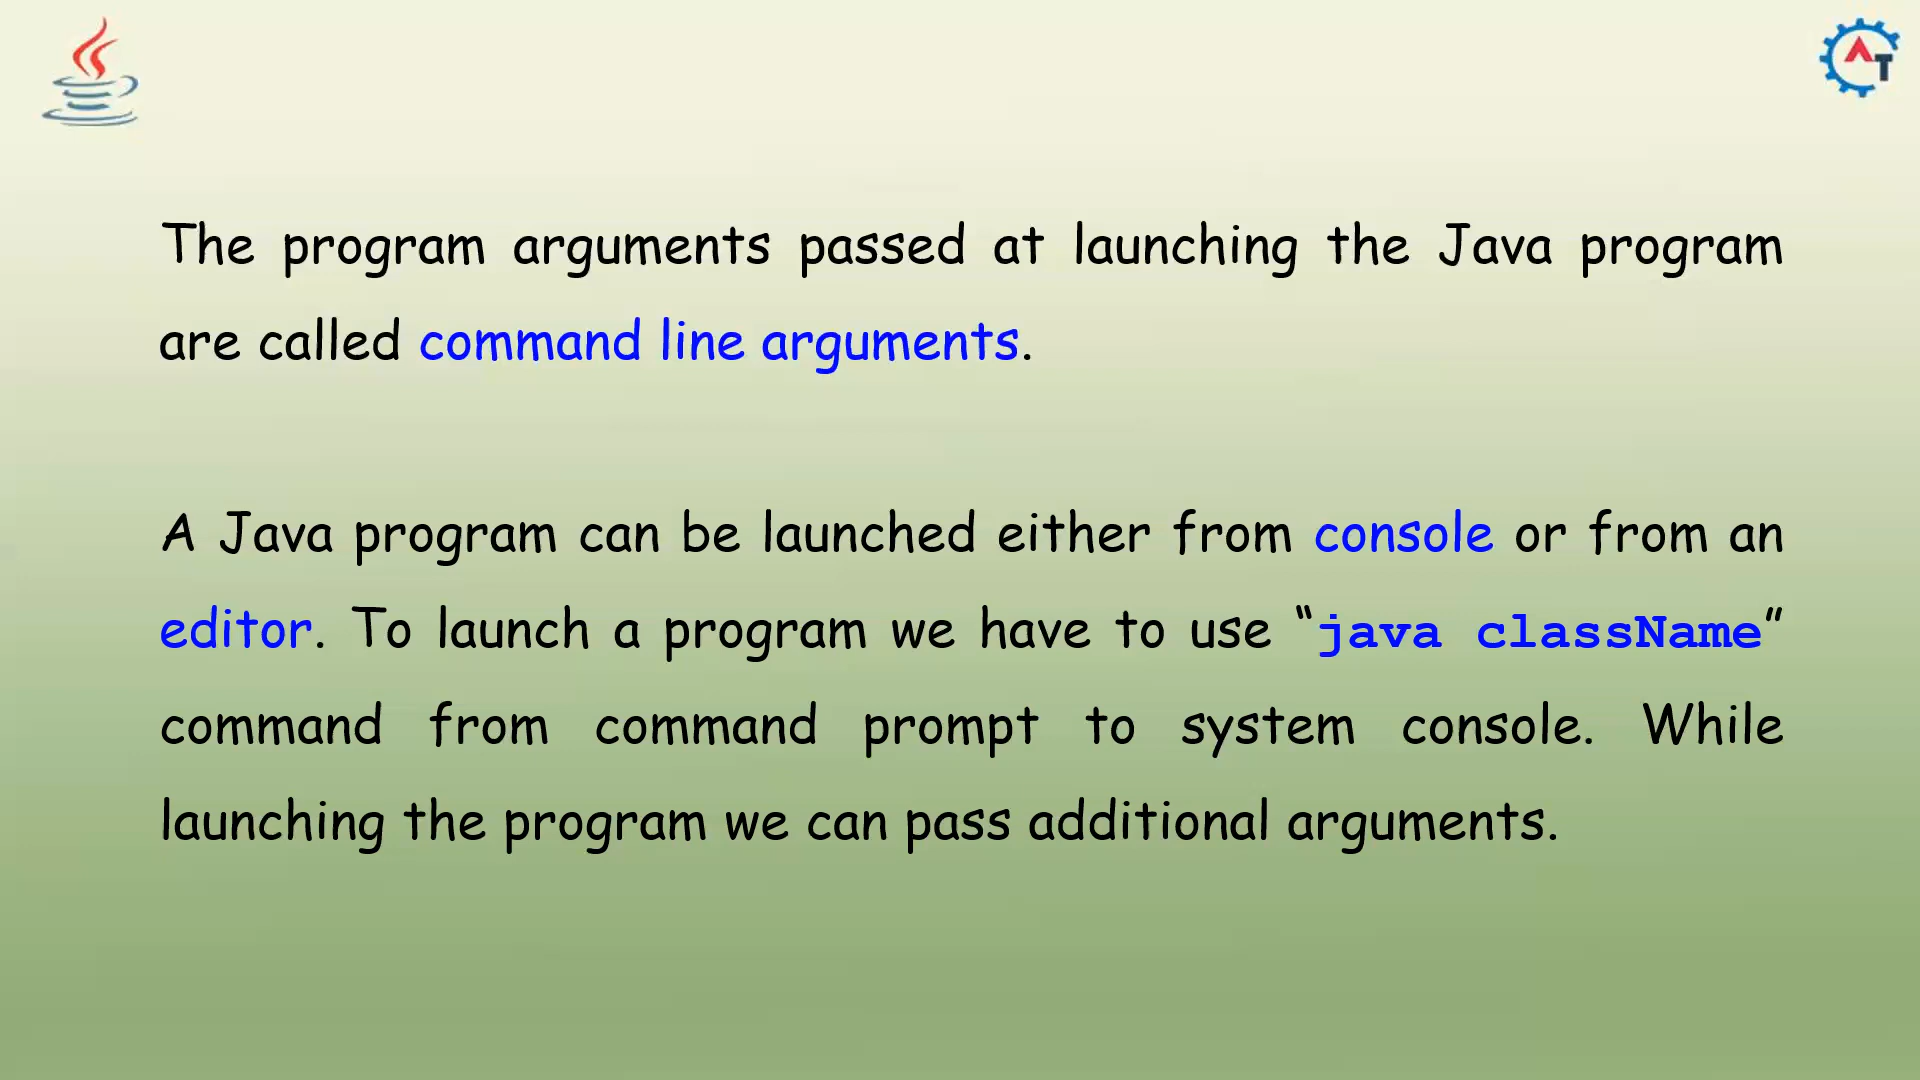 AT
The program arguments passed at launching the Java program
are called command line arguments.
A Java program can be launched either from console or from an
editor. To launch a program we have to use “java className”
command from command prompt to system console. While
launching the program we can pass additional arguments.